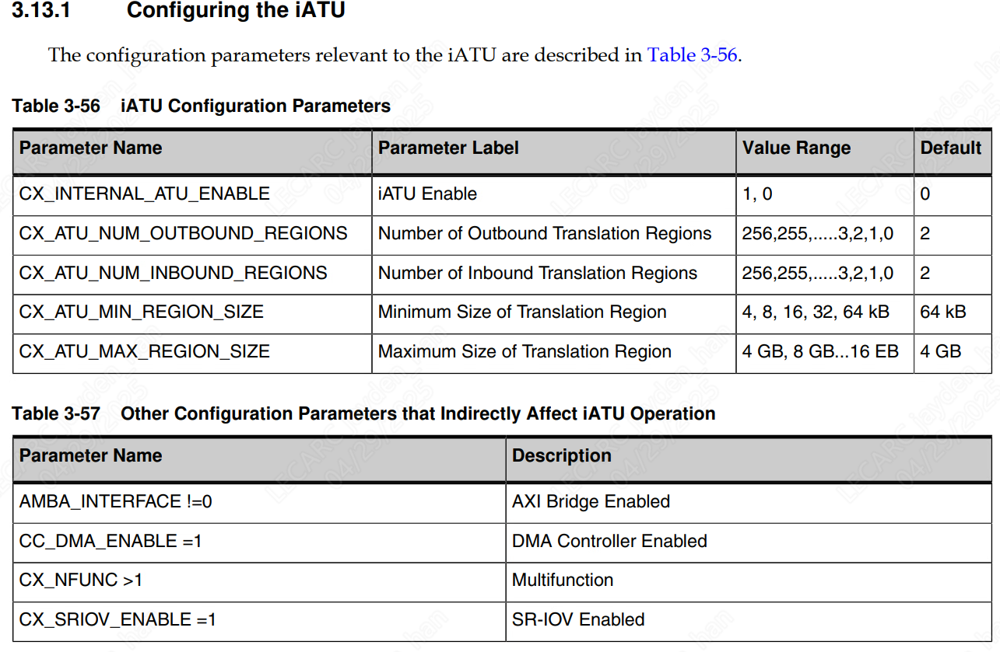 3.13.1 Configuring the iATU
The configuration parameters relevant to the iATU are described in Table 3-56.
Table 3-56 iATU Configuration Parameters
Parameter Name Parameter Label Value Range Default
CX_INTERNAL_ATU_ENABLE iATU Enable 1, 0 0
CX_ATU_NUM_OUTBOUND_REGIONS Number of Outbound Translation Regions 256,255,.....3,2,1,0 2
CX_ATU_NUM_INBOUND_REGIONS Number of Inbound Translation Regions 256,255,.....3,2,1,0 2
CX_ATU_MIN_REGION_SIZE Minimum Size of Translation Region 4, 8, 16, 32, 64 kB 64 kB
CX_ATU_MAX_REGION_SIZE Maximum Size of Translation Region 4 GB, 8 GB...16 EB 4 GB
Table 3-57 Other Configuration Parameters that Indirectly Affect iATU Operation
Parameter Name Description
AMBA_INTERFACE !=0 AXI Bridge Enabled
CC_DMA_ENABLE =1 DMA Controller Enabled
CX_NFUNC >1 Multifunction
CX_SRIOV_ENABLE =1 SR-IOV Enabled
LECARC jayden_han
04/29/2025